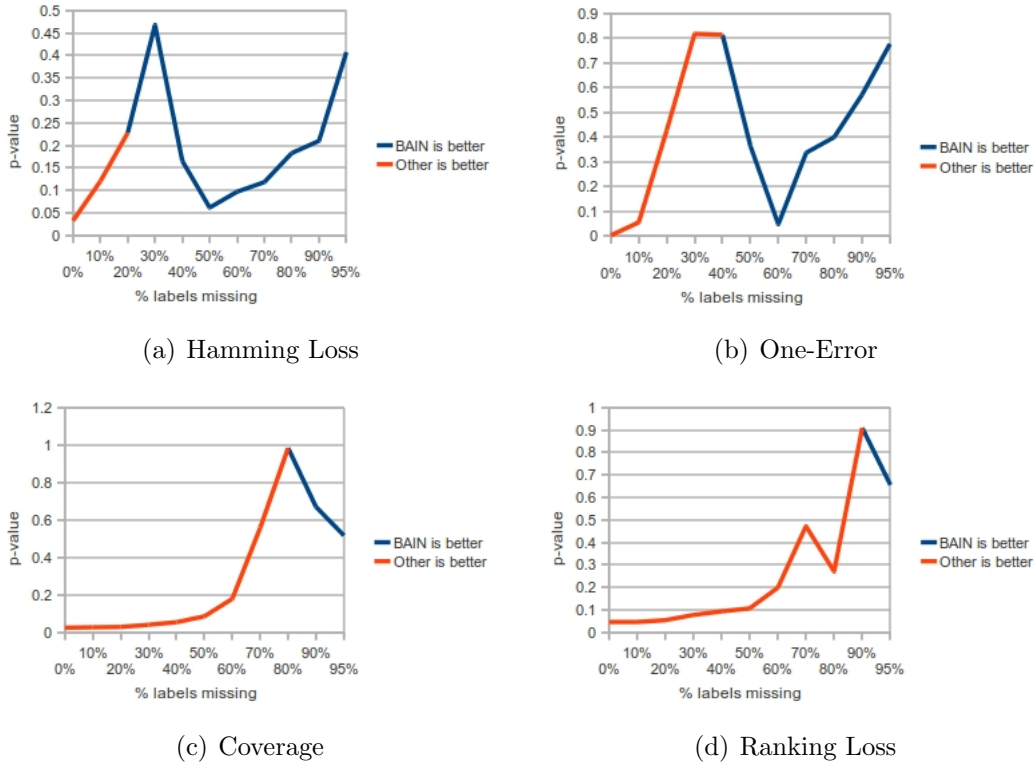 0.5
0.45
0.4
0.35
0.3
0.25
0.2
0.15
0.1
0.05
0
p-value
10% 30% 50% 70% 90%
0% 20% 40% 60% 80% 95%
% labels missing
BAIN is better
Other is better
(a) Hamming Loss
0.9
0.8
0.7
0.6
0.5
0.4
0.3
0.2
0.1
0
p-value
10% 30% 50% 70% 90%
0% 20% 40% 60% 80% 95%
% labels missing
BAIN is better
Other is better
(b) One-Error
1.2
1
0.8
0.6
0.4
0.2
0
p-value
10% 30% 50% 70% 90%
0% 20% 40% 60% 80% 95%
% labels missing
BAIN is better
Other is better
(c) Coverage
1
0.9
0.8
0.7
0.6
0.5
0.4
0.3
0.2
0.1
0
p-value
10% 30% 50% 70% 90%
0% 20% 40% 60% 80% 95%
% labels missing
BAIN is better
Other is better
(d) Ranking Loss